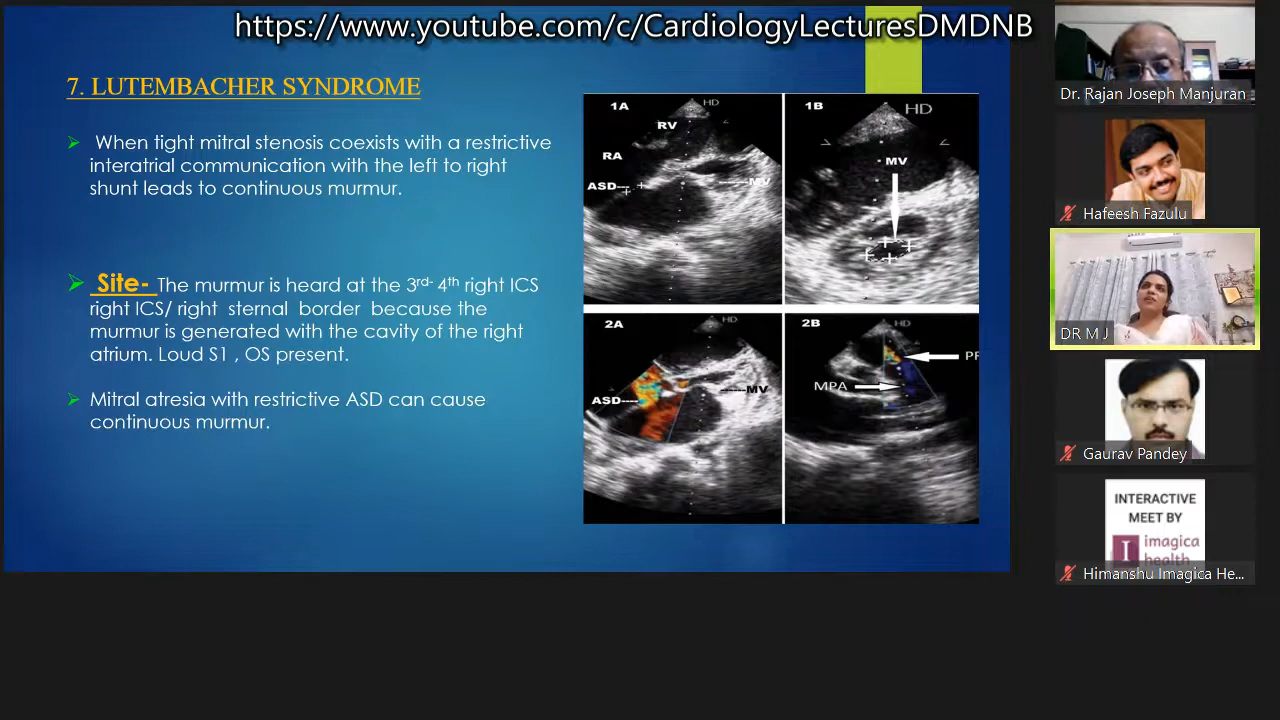 https://www.youtube.com/c/CardiologyLecturesDMDNB
7. LUTEMBACHER SYNDROME
When tight mitral stenosis coexists with a restrictive
interatrial communication with the left to right
shunt leads to continuous murmur.
Site- The murmur is heard at the 3rd- 4th right ICS
right ICS/ right sternal border because the
murmur is generated with the cavity of the right
atrium. Loud S1 , OS present.
Mitral atresia with restrictive ASD can cause
continuous murmur.
1A
HD
RV
RA
ASD
MV
1B
HD
MV
2A
HD
ASD
MV
2B
HD
PR
MPA
Dr. Rajan Joseph Manjuran
Hafeesh Fazulu
DR M J
Gaurav Pandey
INTERACTIVE
MEET BY
I imagica
health
Himanshu Imagica He...